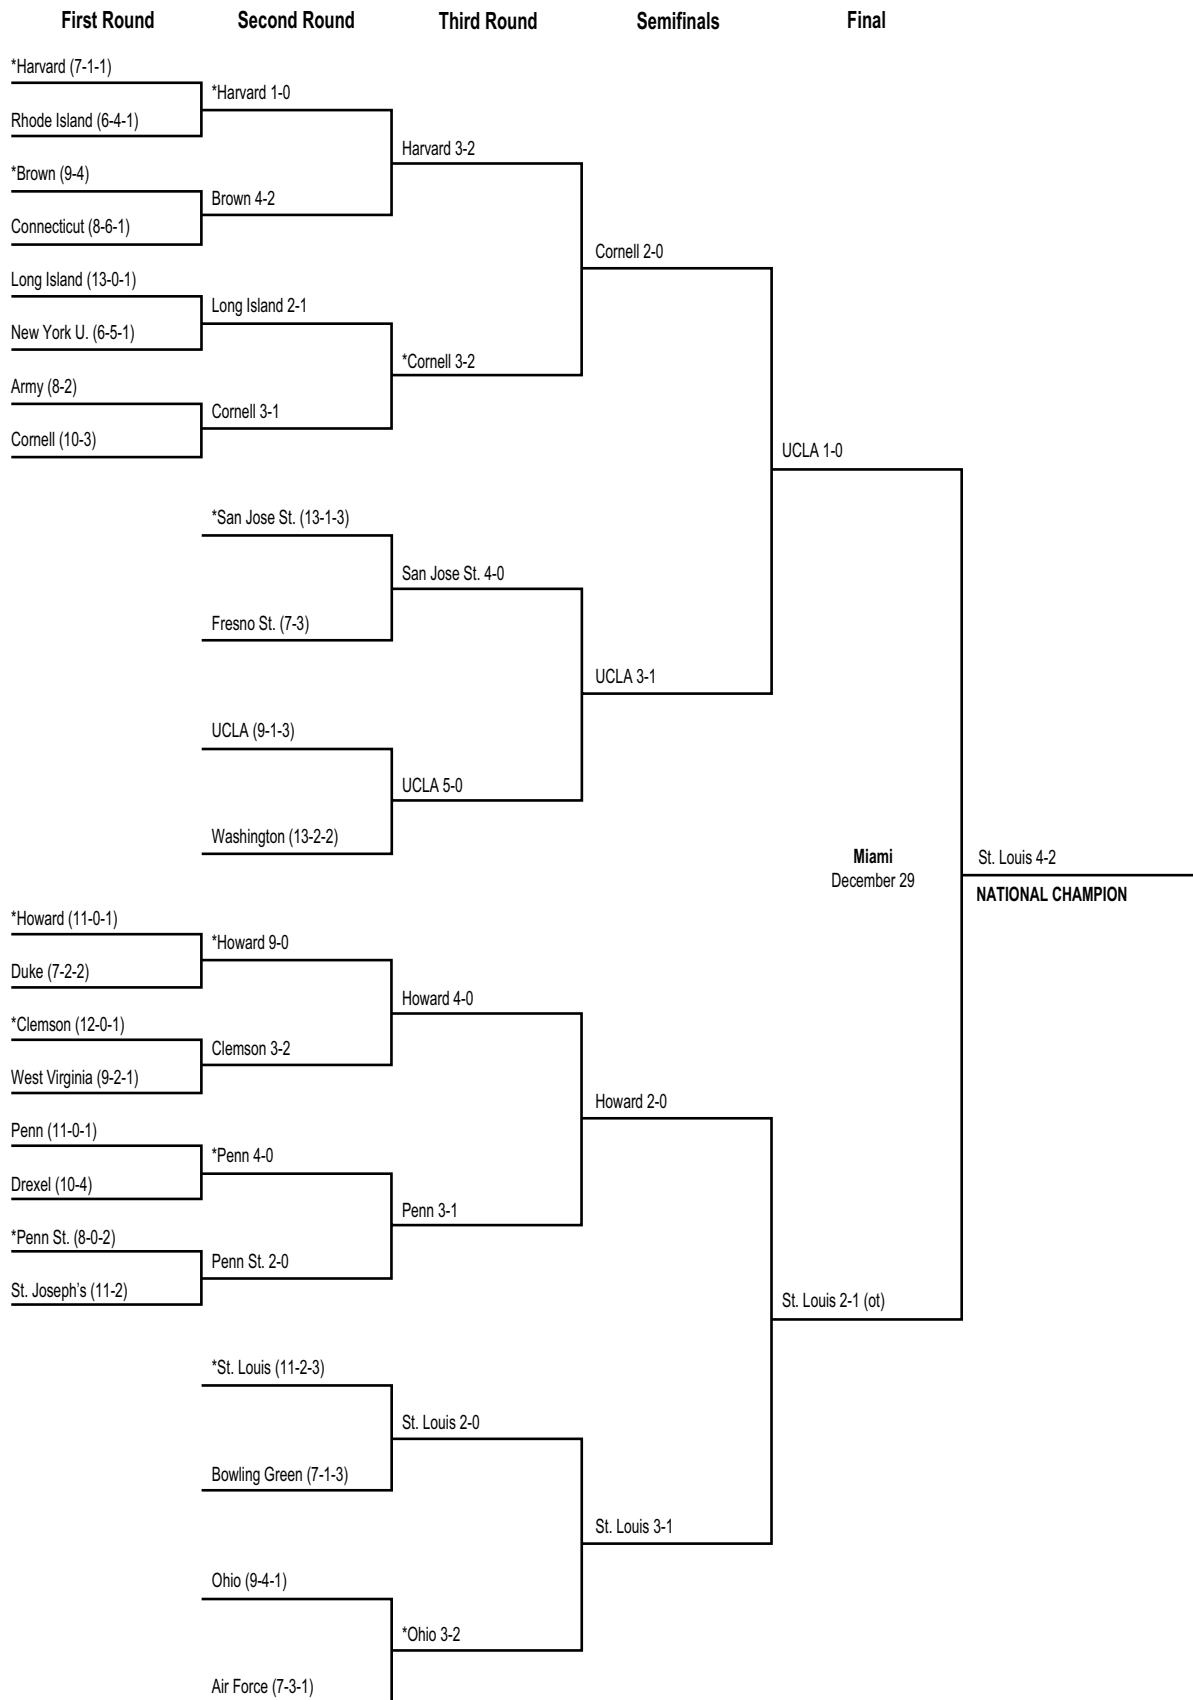 First Round
Second Round
Third Round
Semifinals
Final
*Harvard (7-1-1)
Rhode Island (6-4-1)
*Brown (9-4)
Connecticut (8-6-1)
Long Island (13-0-1)
New York U. (6-5-1)
Army (8-2)
Cornell (10-3)
*Harvard 1-0
Brown 4-2
Long Island 2-1
Cornell 3-1
*San Jose St. (13-1-3)
Fresno St. (7-3)
UCLA (9-1-3)
Washington (13-2-2)
Harvard 3-2
*Cornell 3-2
San Jose St. 4-0
UCLA 5-0
Cornell 2-0
UCLA 3-1
UCLA 1-0
Miami
December 29
St. Louis 4-2
NATIONAL CHAMPION
*Howard (11-0-1)
Duke (7-2-2)
*Clemson (12-0-1)
West Virginia (9-2-1)
Penn (11-0-1)
Drexel (10-4)
*Penn St. (8-0-2)
St. Joseph's (11-2)
*Howard 9-0
Clemson 3-2
*Penn 4-0
Penn St. 2-0
*St. Louis (11-2-3)
Bowling Green (7-1-3)
Ohio (9-4-1)
Air Force (7-3-1)
Howard 4-0
Penn 3-1
St. Louis 2-0
*Ohio 3-2
Howard 2-0
St. Louis 3-1
St. Louis 2-1 (ot)